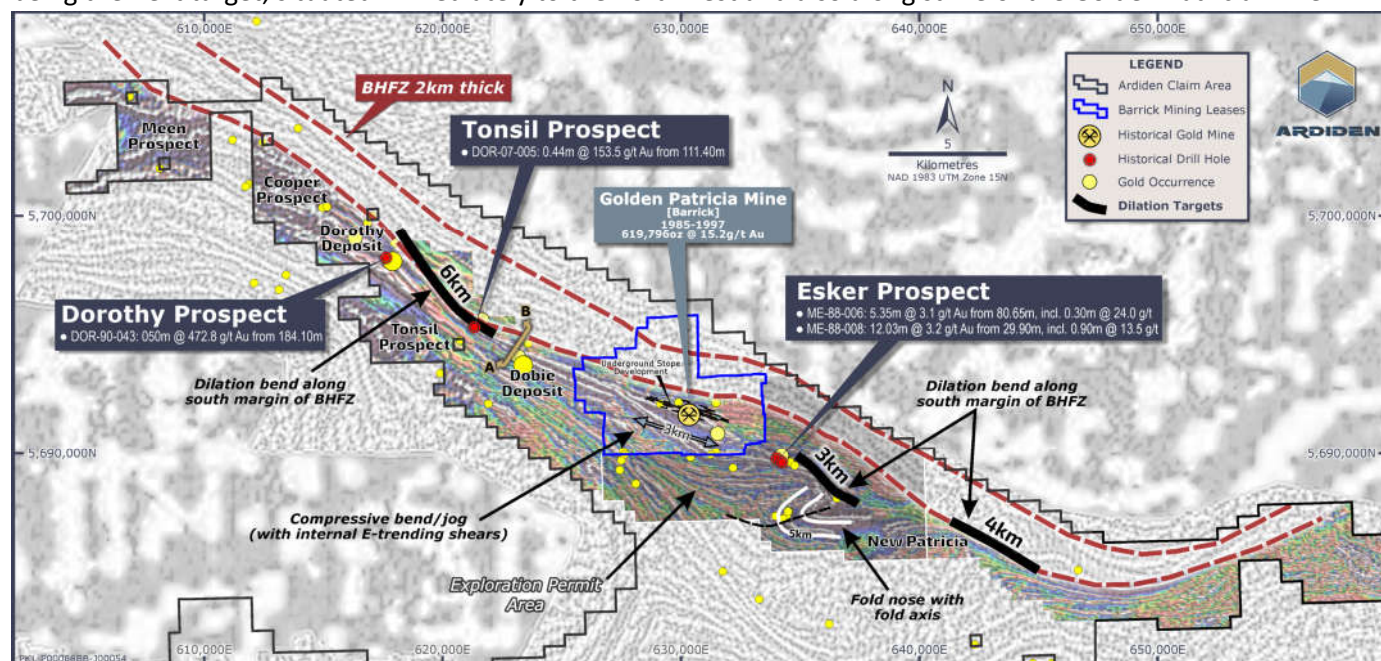 610,000E
620,000E
630,000E
640,000E
650,000E
BHFZ 2km thick
Meen
Prospect
Cooper
Prospect
Dorothy
Deposit
Tonsil Prospect
• DOR-07-005: 0.44m @ 153.5 g/t Au from 111.40m
Golden Patricia Mine
[Barrick]
1985-1997
619,796oz @ 15.2g/t Au
N
5
Kilometres
NAD 1983 UTM Zone 15N
LEGEND
Ardiden Claim Area
Barrick Mining Leases
Historical Gold Mine
Historical Drill Hole
Gold Occurrence
Dilation Targets
ARDIDEN
5,700,000N
5,700,000N
Dorothy Prospect
• DOR-90-043: 050m @ 472.8 g/t Au from 184.10m
6km
Tonsil
Prospect
A
B
Dobie
Deposit
Underground Stope
Development
3km
Esker Prospect
• ME-88-006: 5.35m @ 3.1 g/t Au from 80.65m, incl. 0.30m @ 24.0 g/t
• ME-88-008: 12.03m @ 3.2 g/t Au from 29.90m, incl. 0.90m @ 13.5 g/t
Dilation bend along
south margin of BHFZ
Dilation bend along
south margin of BHFZ
5,690,000N
5,690,000N
3km
4km
Compressive bend/jog
(with internal E-trending shears)
5km
New Patricia
Exploration Permit
Area
Fold nose with
fold axis
610,000E
620,000E
630,000E
640,000E
650,000E